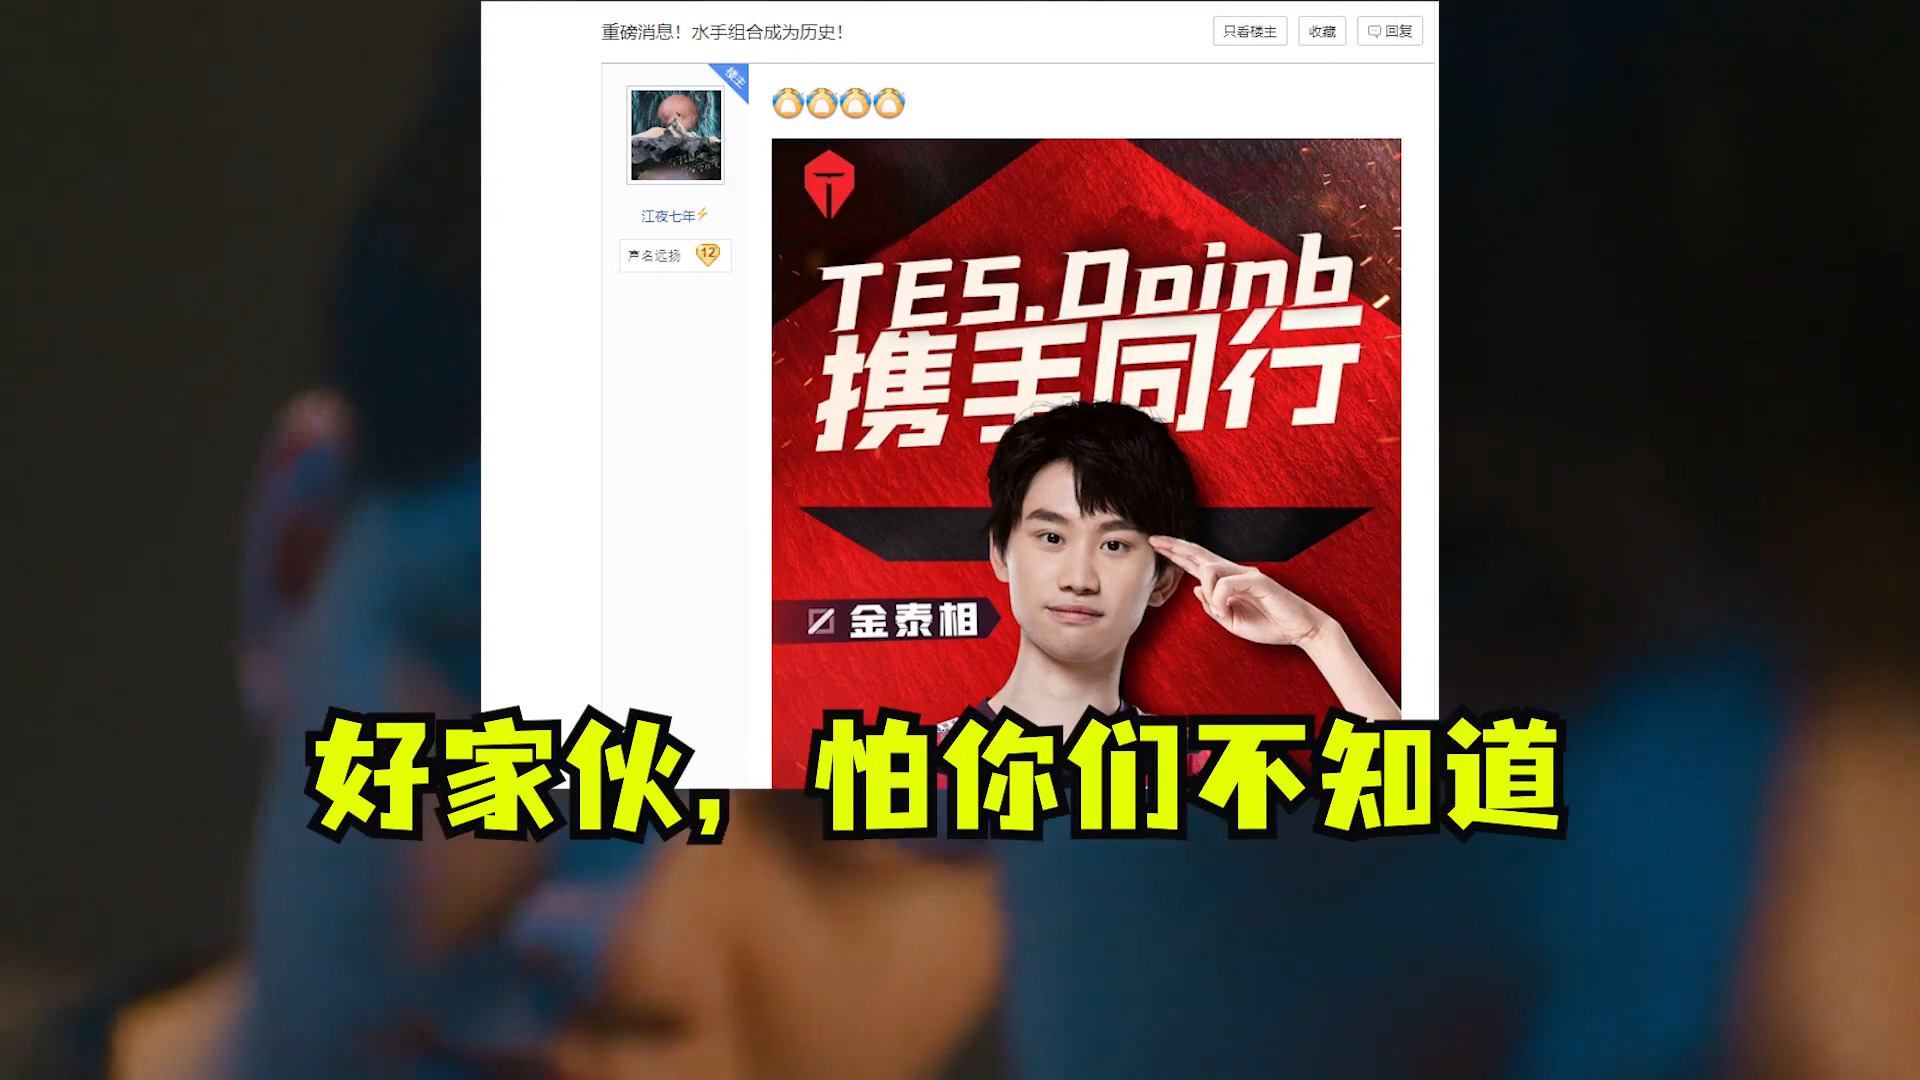 重磅消息！水手组合成为历史！
只看楼主
收藏
回复
楼主
江夜七年
声名远扬 12
TES.Doinb
携手同行
金泰相
好家伙，怕你们不知道